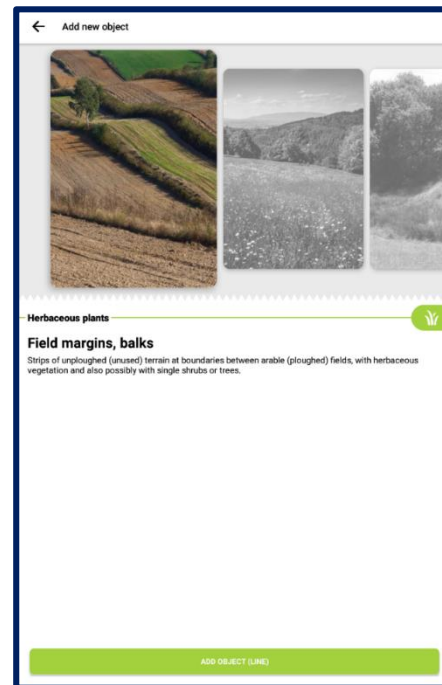 Add new object
Herbaceous plants
Field margins, balks
Strips of unploughed (unused) terrain at boundaries between arable (ploughed) fields, with herbaceous
vegetation and also possibly with single shrubs or trees.
ADD OBJECT (LINE)